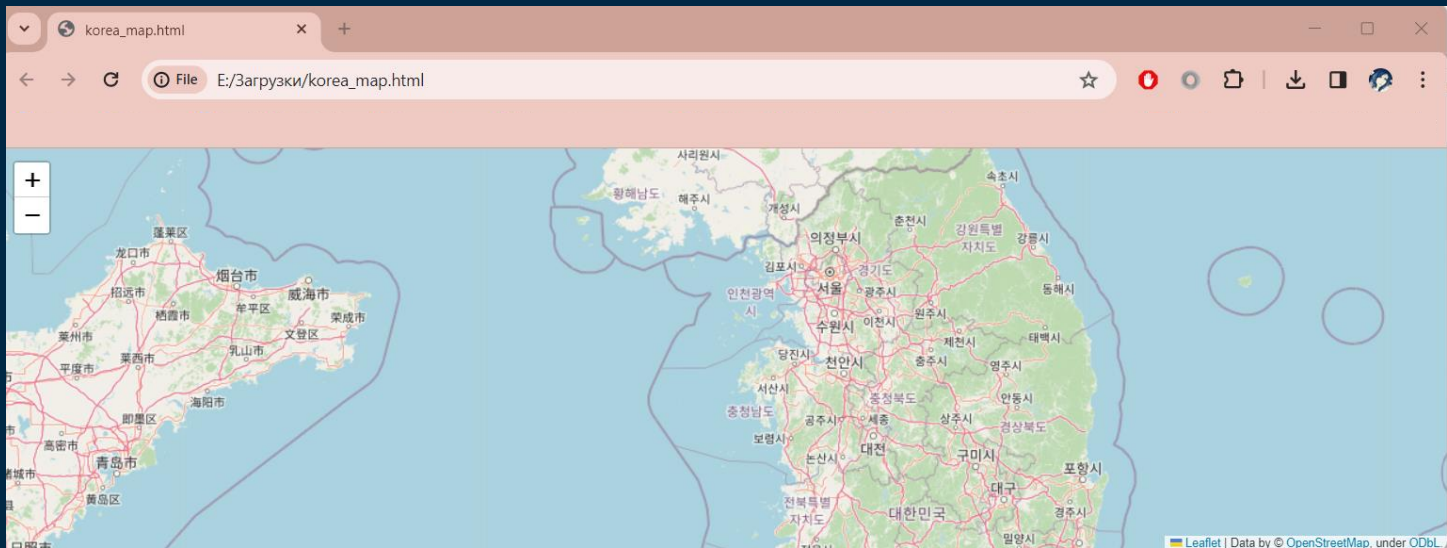 korea_map.html
File
E:/Загрузки/korea_map.html
+
−
사리원시
황해남도
해주시
개성시
속초시
춘천시
강원특별
자치도
강릉시
의정부시
김포시
경기도
서울
광주시
인천광역
시
동해시
수원시
이천시
원주시
태백시
제천시
당진시
천안시
충주시
영주시
서산시
충청남도
충청북도
안동시
공주시
세종
상주시
경상북도
보령시
대전
논산시
구미시
포항시
대구
전북특별
자치도
대한민국
경주시
밀양시
蓬莱区
龙口市
烟台市
招远市
威海市
栖霞市
牟平区
荣成市
莱州市
文登区
莱西市
乳山市
平度市
海阳市
即墨区
高密市
青岛市
诸城市
黄岛区
日照市
Leaflet | Data by © OpenStreetMap, under ODbL.